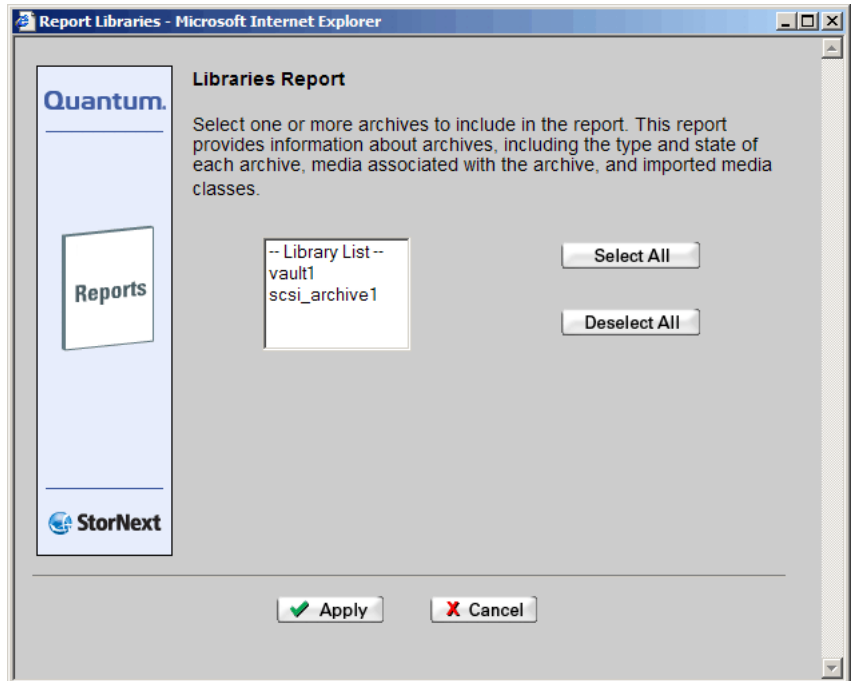 Report Libraries - Microsoft Internet Explorer
Quantum.
Reports
StorNext
Libraries Report
Select one or more archives to include in the report. This report
provides information about archives, including the type and state of
each archive, media associated with the archive, and imported media
classes.
-- Library List --
vault1
scsi_archive1
Select All
Deselect All
Apply
Cancel